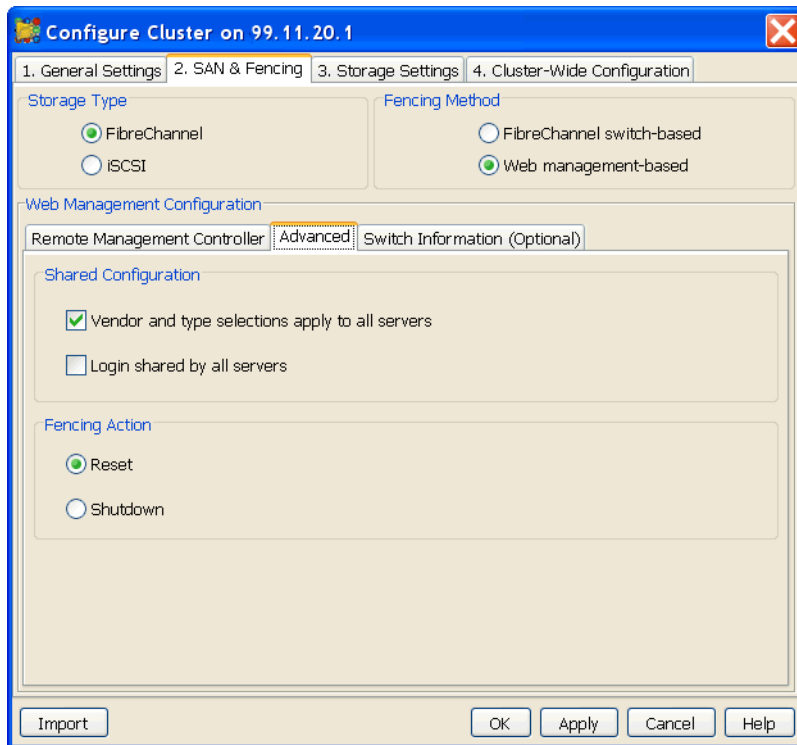 Configure Cluster on 99.11.20.1
1. General Settings 2. SAN & Fencing 3. Storage Settings 4. Cluster-Wide Configuration
Storage Type
FibreChannel
iSCSI
Fencing Method
FibreChannel switch-based
Web management-based
Web Management Configuration
Remote Management Controller Advanced Switch Information (Optional)
Shared Configuration
Vendor and type selections apply to all servers
Login shared by all servers
Fencing Action
Reset
Shutdown
Import OK Apply Cancel Help